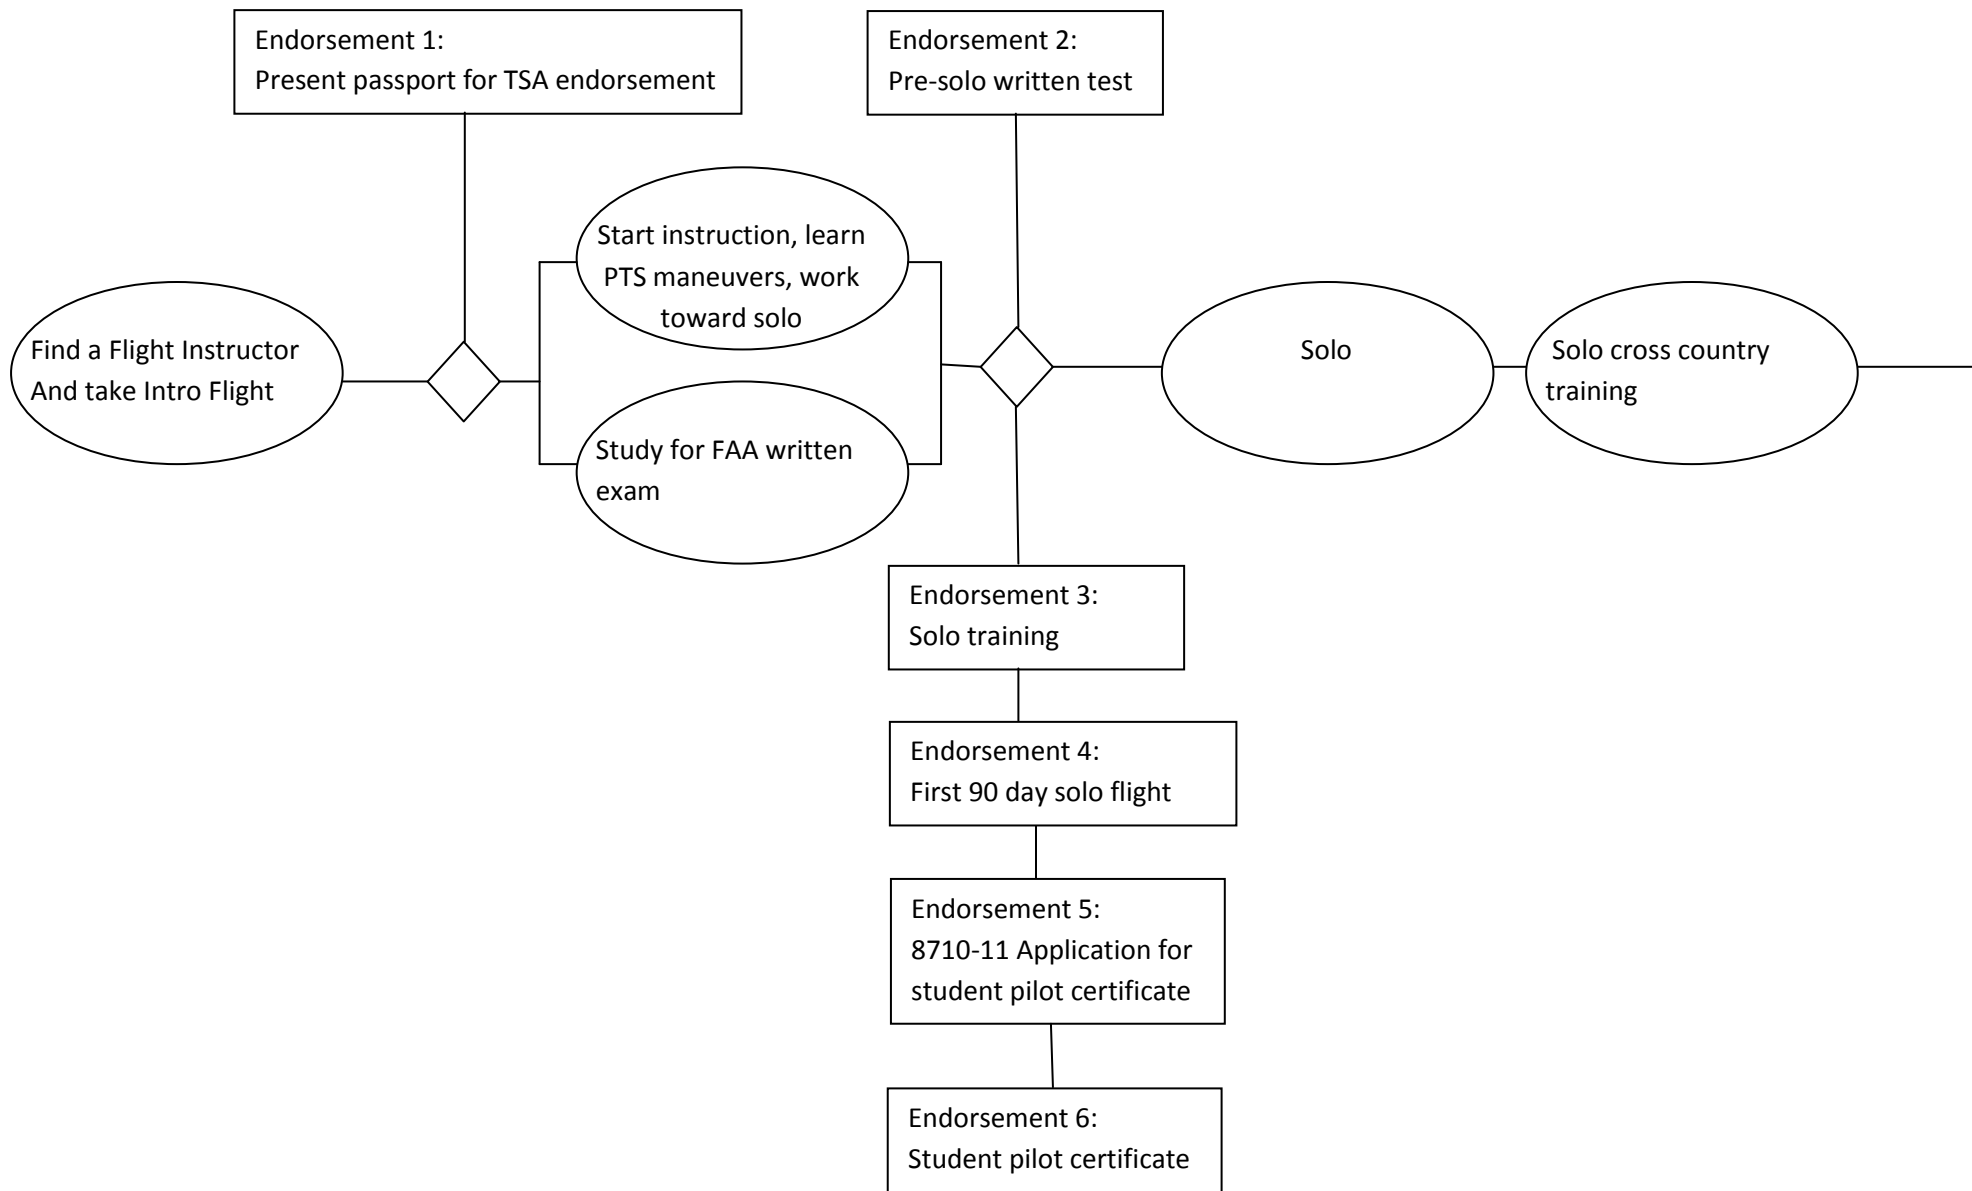 Endorsement 1:
Present passport for TSA endorsement
Endorsement 2:
Pre-solo written test
Find a Flight Instructor
And take Intro Flight
Start instruction, learn
PTS maneuvers, work
toward solo
Study for FAA written
exam
Solo
Solo cross country
training
Endorsement 3:
Solo training
Endorsement 4:
First 90 day solo flight
Endorsement 5:
8710-11 Application for
student pilot certificate
Endorsement 6:
Student pilot certificate